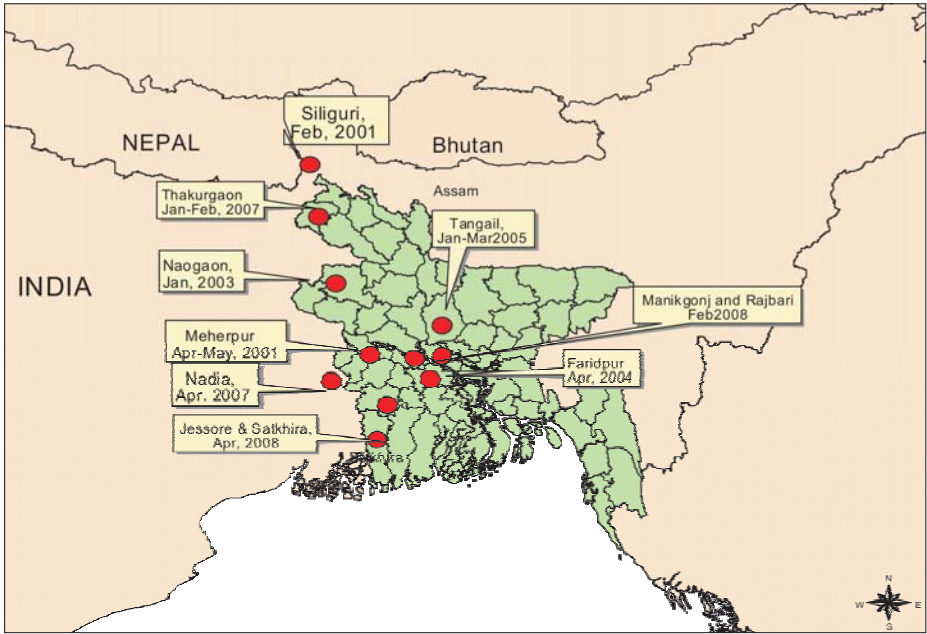 Siliguri,
Feb, 2001
NEPAL
Bhutan
Thakurgaon
Jan-Feb, 2007
Assam
Tangail,
Jan-Mar2005
Naogaon,
Jan, 2003
INDIA
Manikgonj and Rajbari
Feb2008
Meherpur
Apr-May, 2001
Faridpur
Apr, 2004
Nadia,
Apr. 2007
Jessore & Satkhira,
Apr, 2008
N
W
E
S